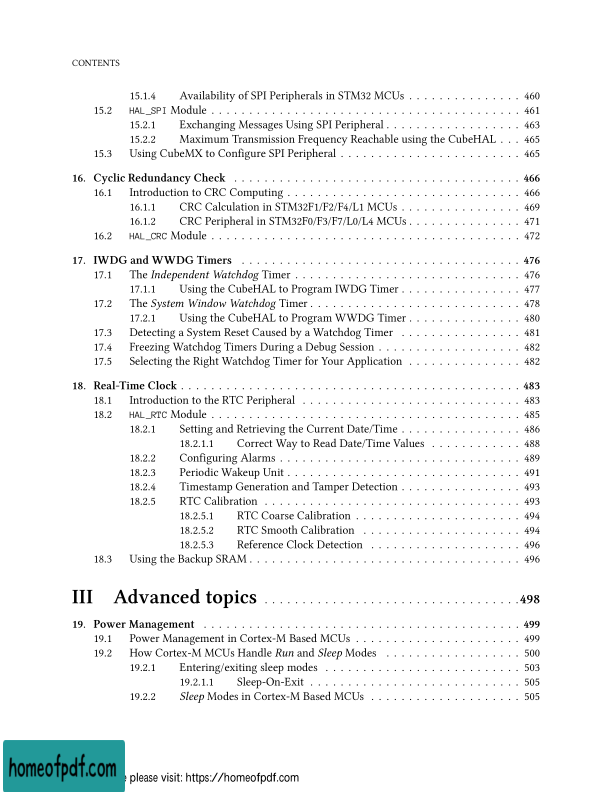 CONTENTS
15.1.4 Availability of SPI Peripherals in STM32 MCUs . . . . . . . . . . . . . . . 460
15.2 HAL_SPI Module . . . . . . . . . . . . . . . . . . . . . . . . . . . . . . . . . . . . . 461
15.2.1 Exchanging Messages Using SPI Peripheral . . . . . . . . . . . . . . . . . 463
15.2.2 Maximum Transmission Frequency Reachable using the CubeHAL . . . 465
15.3 Using CubeMX to Configure SPI Peripheral . . . . . . . . . . . . . . . . . . . . . 465
16. Cyclic Redundancy Check . . . . . . . . . . . . . . . . . . . . . . . . . . . . . . . . . . 466
16.1 Introduction to CRC Computing . . . . . . . . . . . . . . . . . . . . . . . . . . . . 466
16.1.1 CRC Calculation in STM32F1/F2/F4/L1 MCUs . . . . . . . . . . . . . . . . 469
16.1.2 CRC Peripheral in STM32F0/F3/F7/L0/L4 MCUs . . . . . . . . . . . . . . . 471
16.2 HAL_CRC Module . . . . . . . . . . . . . . . . . . . . . . . . . . . . . . . . . . . . . 472
17. IWDG and WWDG Timers . . . . . . . . . . . . . . . . . . . . . . . . . . . . . . . . . 476
17.1 The Independent Watchdog Timer . . . . . . . . . . . . . . . . . . . . . . . . . . . 476
17.1.1 Using the CubeHAL to Program IWDG Timer . . . . . . . . . . . . . . . . 477
17.2 The System Window Watchdog Timer . . . . . . . . . . . . . . . . . . . . . . . . . 478
17.2.1 Using the CubeHAL to Program WWDG Timer . . . . . . . . . . . . . . . 480
17.3 Detecting a System Reset Caused by a Watchdog Timer . . . . . . . . . . . . . . 481
17.4 Freezing Watchdog Timers During a Debug Session . . . . . . . . . . . . . . . . 482
17.5 Selecting the Right Watchdog Timer for Your Application . . . . . . . . . . . . . 482
18. Real-Time Clock . . . . . . . . . . . . . . . . . . . . . . . . . . . . . . . . . . . . . . . . 483
18.1 Introduction to the RTC Peripheral . . . . . . . . . . . . . . . . . . . . . . . . . . 483
18.2 HAL_RTC Module . . . . . . . . . . . . . . . . . . . . . . . . . . . . . . . . . . . . . 485
18.2.1 Setting and Retrieving the Current Date/Time . . . . . . . . . . . . . . . . 486
18.2.1.1 Correct Way to Read Date/Time Values . . . . . . . . . . . . 488
18.2.2 Configuring Alarms . . . . . . . . . . . . . . . . . . . . . . . . . . . . . 489
18.2.3 Periodic Wakeup Unit . . . . . . . . . . . . . . . . . . . . . . . . . . . . 491
18.2.4 Timestamp Generation and Tamper Detection . . . . . . . . . . . . . . . . 493
18.2.5 RTC Calibration . . . . . . . . . . . . . . . . . . . . . . . . . . . . . . . 493
18.2.5.1 RTC Coarse Calibration . . . . . . . . . . . . . . . . . . . . 494
18.2.5.2 RTC Smooth Calibration . . . . . . . . . . . . . . . . . . . 494
18.2.5.3 Reference Clock Detection . . . . . . . . . . . . . . . . . . 496
18.3 Using the Backup SRAM . . . . . . . . . . . . . . . . . . . . . . . . . . . . . . . . 496
III Advanced topics . . . . . . . . . . . . . . . . . . . . . . . . . . . . . . . . . . 498
19. Power Management . . . . . . . . . . . . . . . . . . . . . . . . . . . . . . . . . . . . . 499
19.1 Power Management in Cortex-M Based MCUs . . . . . . . . . . . . . . . . . . . 499
19.2 How Cortex-M MCUs Handle Run and Sleep Modes . . . . . . . . . . . . . . . . 500
19.2.1 Entering/exiting sleep modes . . . . . . . . . . . . . . . . . . . . . . . . 503
19.2.1.1 Sleep-On-Exit . . . . . . . . . . . . . . . . . . . . . . . . . 505
19.2.2 Sleep Modes in Cortex-M Based MCUs . . . . . . . . . . . . . . . . . . 505
homeofpdf.com
please visit: https://homeofpdf.com